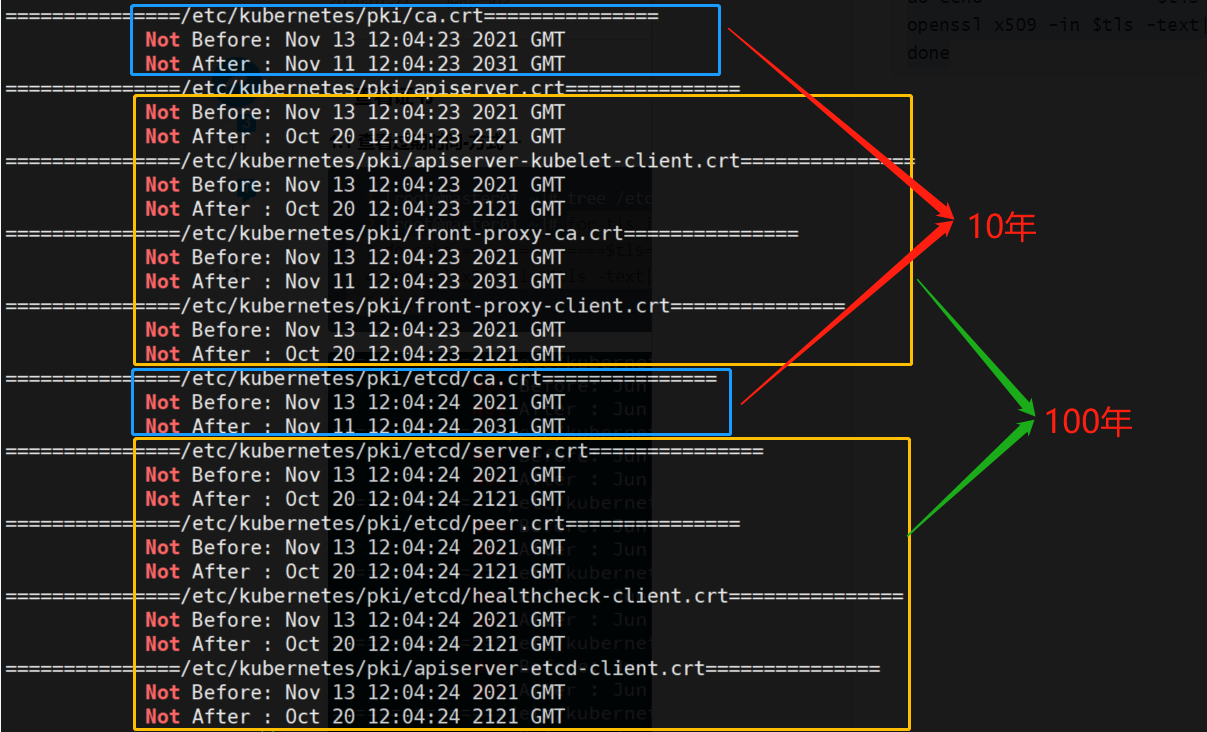 ===============/etc/kubernetes/pki/ca.crt===============
Not Before: Nov 13 12:04:23 2021 GMT
Not After : Nov 11 12:04:23 2031 GMT
===============/etc/kubernetes/pki/apiserver.crt===============
Not Before: Nov 13 12:04:23 2021 GMT
Not After : Oct 20 12:04:23 2121 GMT
===============/etc/kubernetes/pki/apiserver-kubelet-client.crt===============
Not Before: Nov 13 12:04:23 2021 GMT
Not After : Oct 20 12:04:23 2121 GMT
===============/etc/kubernetes/pki/front-proxy-ca.crt===============
Not Before: Nov 13 12:04:23 2021 GMT
Not After : Nov 11 12:04:23 2031 GMT
===============/etc/kubernetes/pki/front-proxy-client.crt===============
Not Before: Nov 13 12:04:23 2021 GMT
Not After : Oct 20 12:04:23 2121 GMT
===============/etc/kubernetes/pki/etcd/ca.crt===============
Not Before: Nov 13 12:04:24 2021 GMT
Not After : Nov 11 12:04:24 2031 GMT
===============/etc/kubernetes/pki/etcd/server.crt===============
Not Before: Nov 13 12:04:24 2021 GMT
Not After : Oct 20 12:04:24 2121 GMT
===============/etc/kubernetes/pki/etcd/peer.crt===============
Not Before: Nov 13 12:04:24 2021 GMT
Not After : Oct 20 12:04:24 2121 GMT
===============/etc/kubernetes/pki/etcd/healthcheck-client.crt===============
Not Before: Nov 13 12:04:24 2021 GMT
Not After : Oct 20 12:04:24 2121 GMT
===============/etc/kubernetes/pki/apiserver-etcd-client.crt===============
Not Before: Nov 13 12:04:24 2021 GMT
Not After : Oct 20 12:04:24 2121 GMT
10年
100年
openssl x509 -in $tls -text|
done